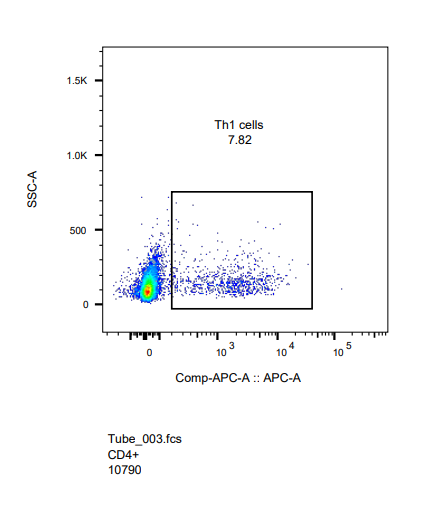 Th1 cells
7.82
1.5K
1.0K
500
0
SSC-A
0
10 3
10 4
10 5
Comp-APC-A :: APC-A
Tube_003.fcs
CD4+
10790